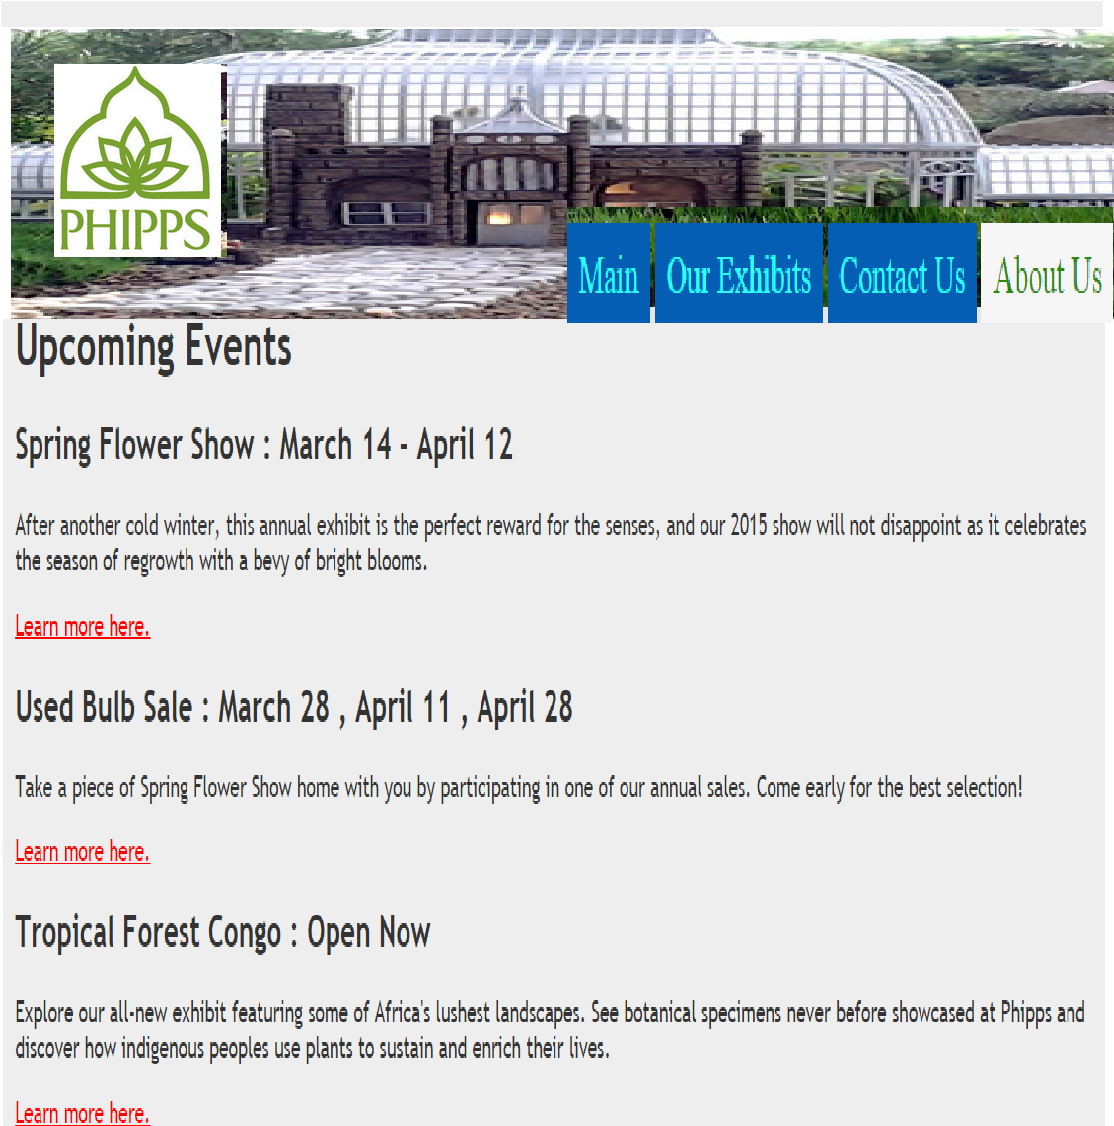 PHIPPS
Main Our Exhibits Contact Us About Us
Upcoming Events
Spring Flower Show : March 14 - April 12
After another cold winter, this annual exhibit is the perfect reward for the senses, and our 2015 show will not disappoint as it celebrates
the season of regrowth with a bevy of bright blooms.
Learn more here.
Used Bulb Sale : March 28 , April 11 , April 28
Take a piece of Spring Flower Show home with you by participating in one of our annual sales. Come early for the best selection!
Learn more here.
Tropical Forest Congo : Open Now
Explore our all-new exhibit featuring some of Africa's lushest landscapes. See botanical specimens never before showcased at Phipps and
discover how indigenous peoples use plants to sustain and enrich their lives.
Learn more here.